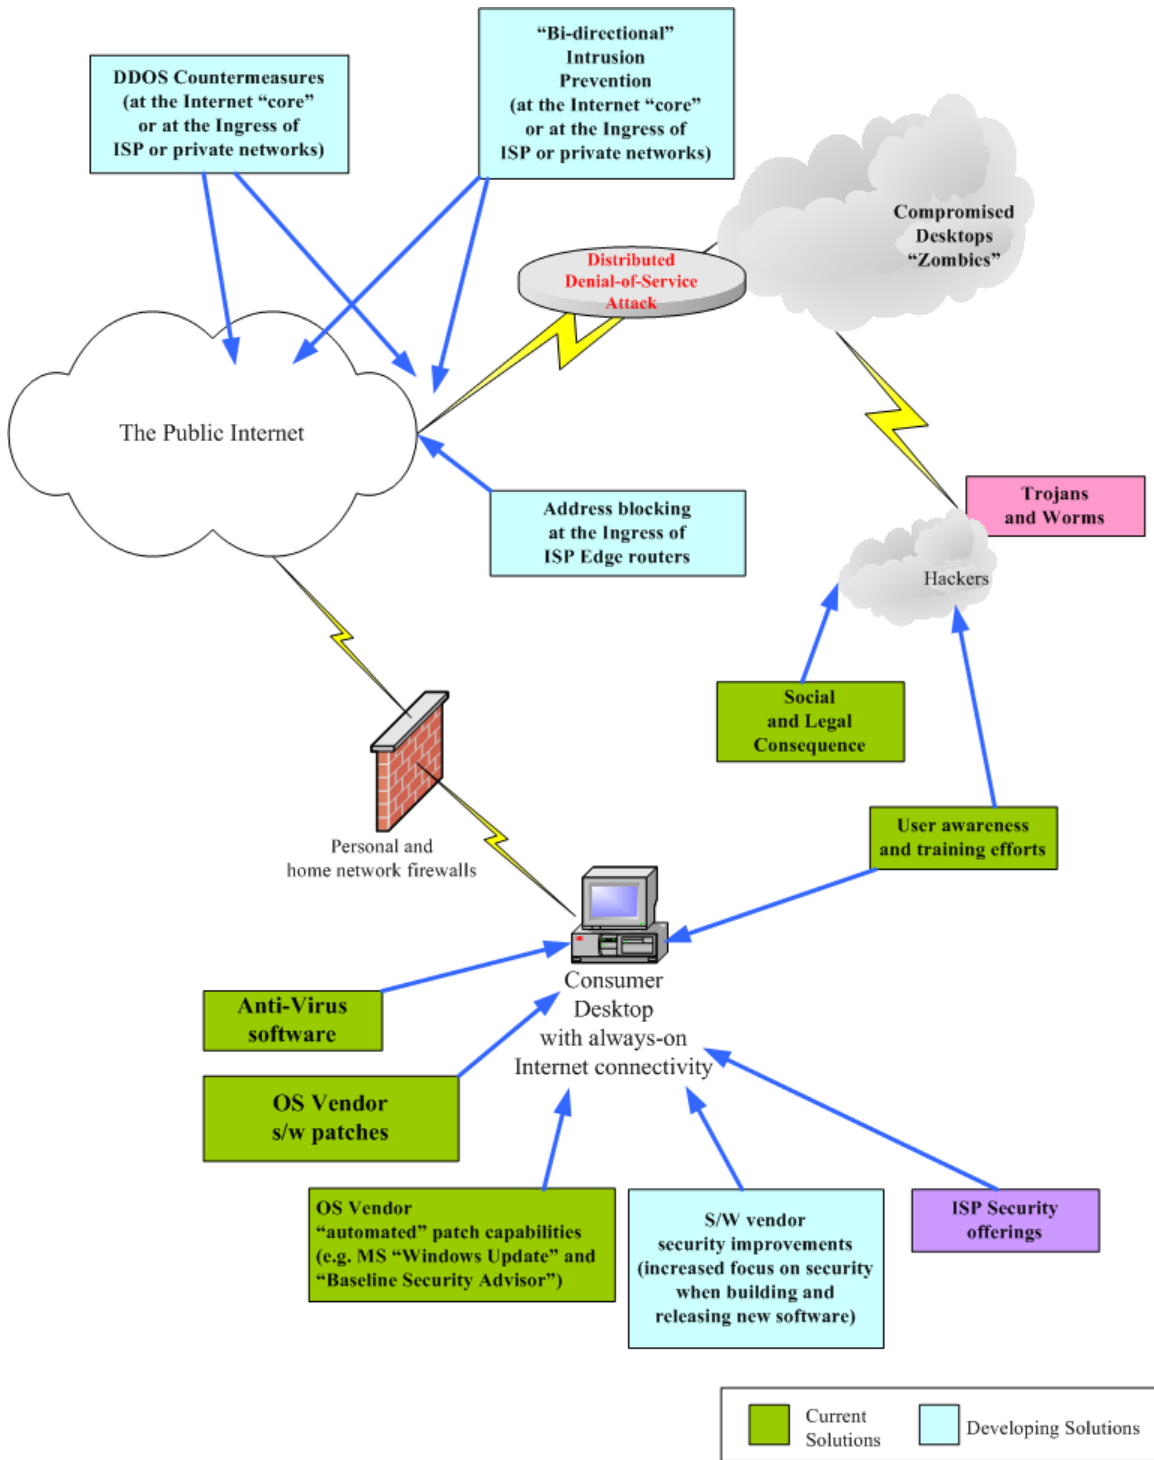 DDOS Countermeasures
(at the Internet “core”
or at the Ingress of
ISP or private networks)
“Bi-directional”
Intrusion
Prevention
(at the Internet “core”
or at the Ingress of
ISP or private networks)
Compromised
Desktops
“Zombies”
Distributed
Denial-of-Service
Attack
The Public Internet
Address blocking
at the Ingress of
ISP Edge routers
Trojans
and Worms
Hackers
Social
and Legal
Consequence
User awareness
and training efforts
Personal and
home network firewalls
Consumer
Desktop
with always-on
Internet connectivity
Anti-Virus
software
OS Vendor
s/w patches
OS Vendor
“automated” patch capabilities
(e.g. MS “Windows Update” and
“Baseline Security Advisor”)
S/W vendor
security improvements
(increased focus on security
when building and
releasing new software)
ISP Security
offerings
Current
Solutions
Developing Solutions